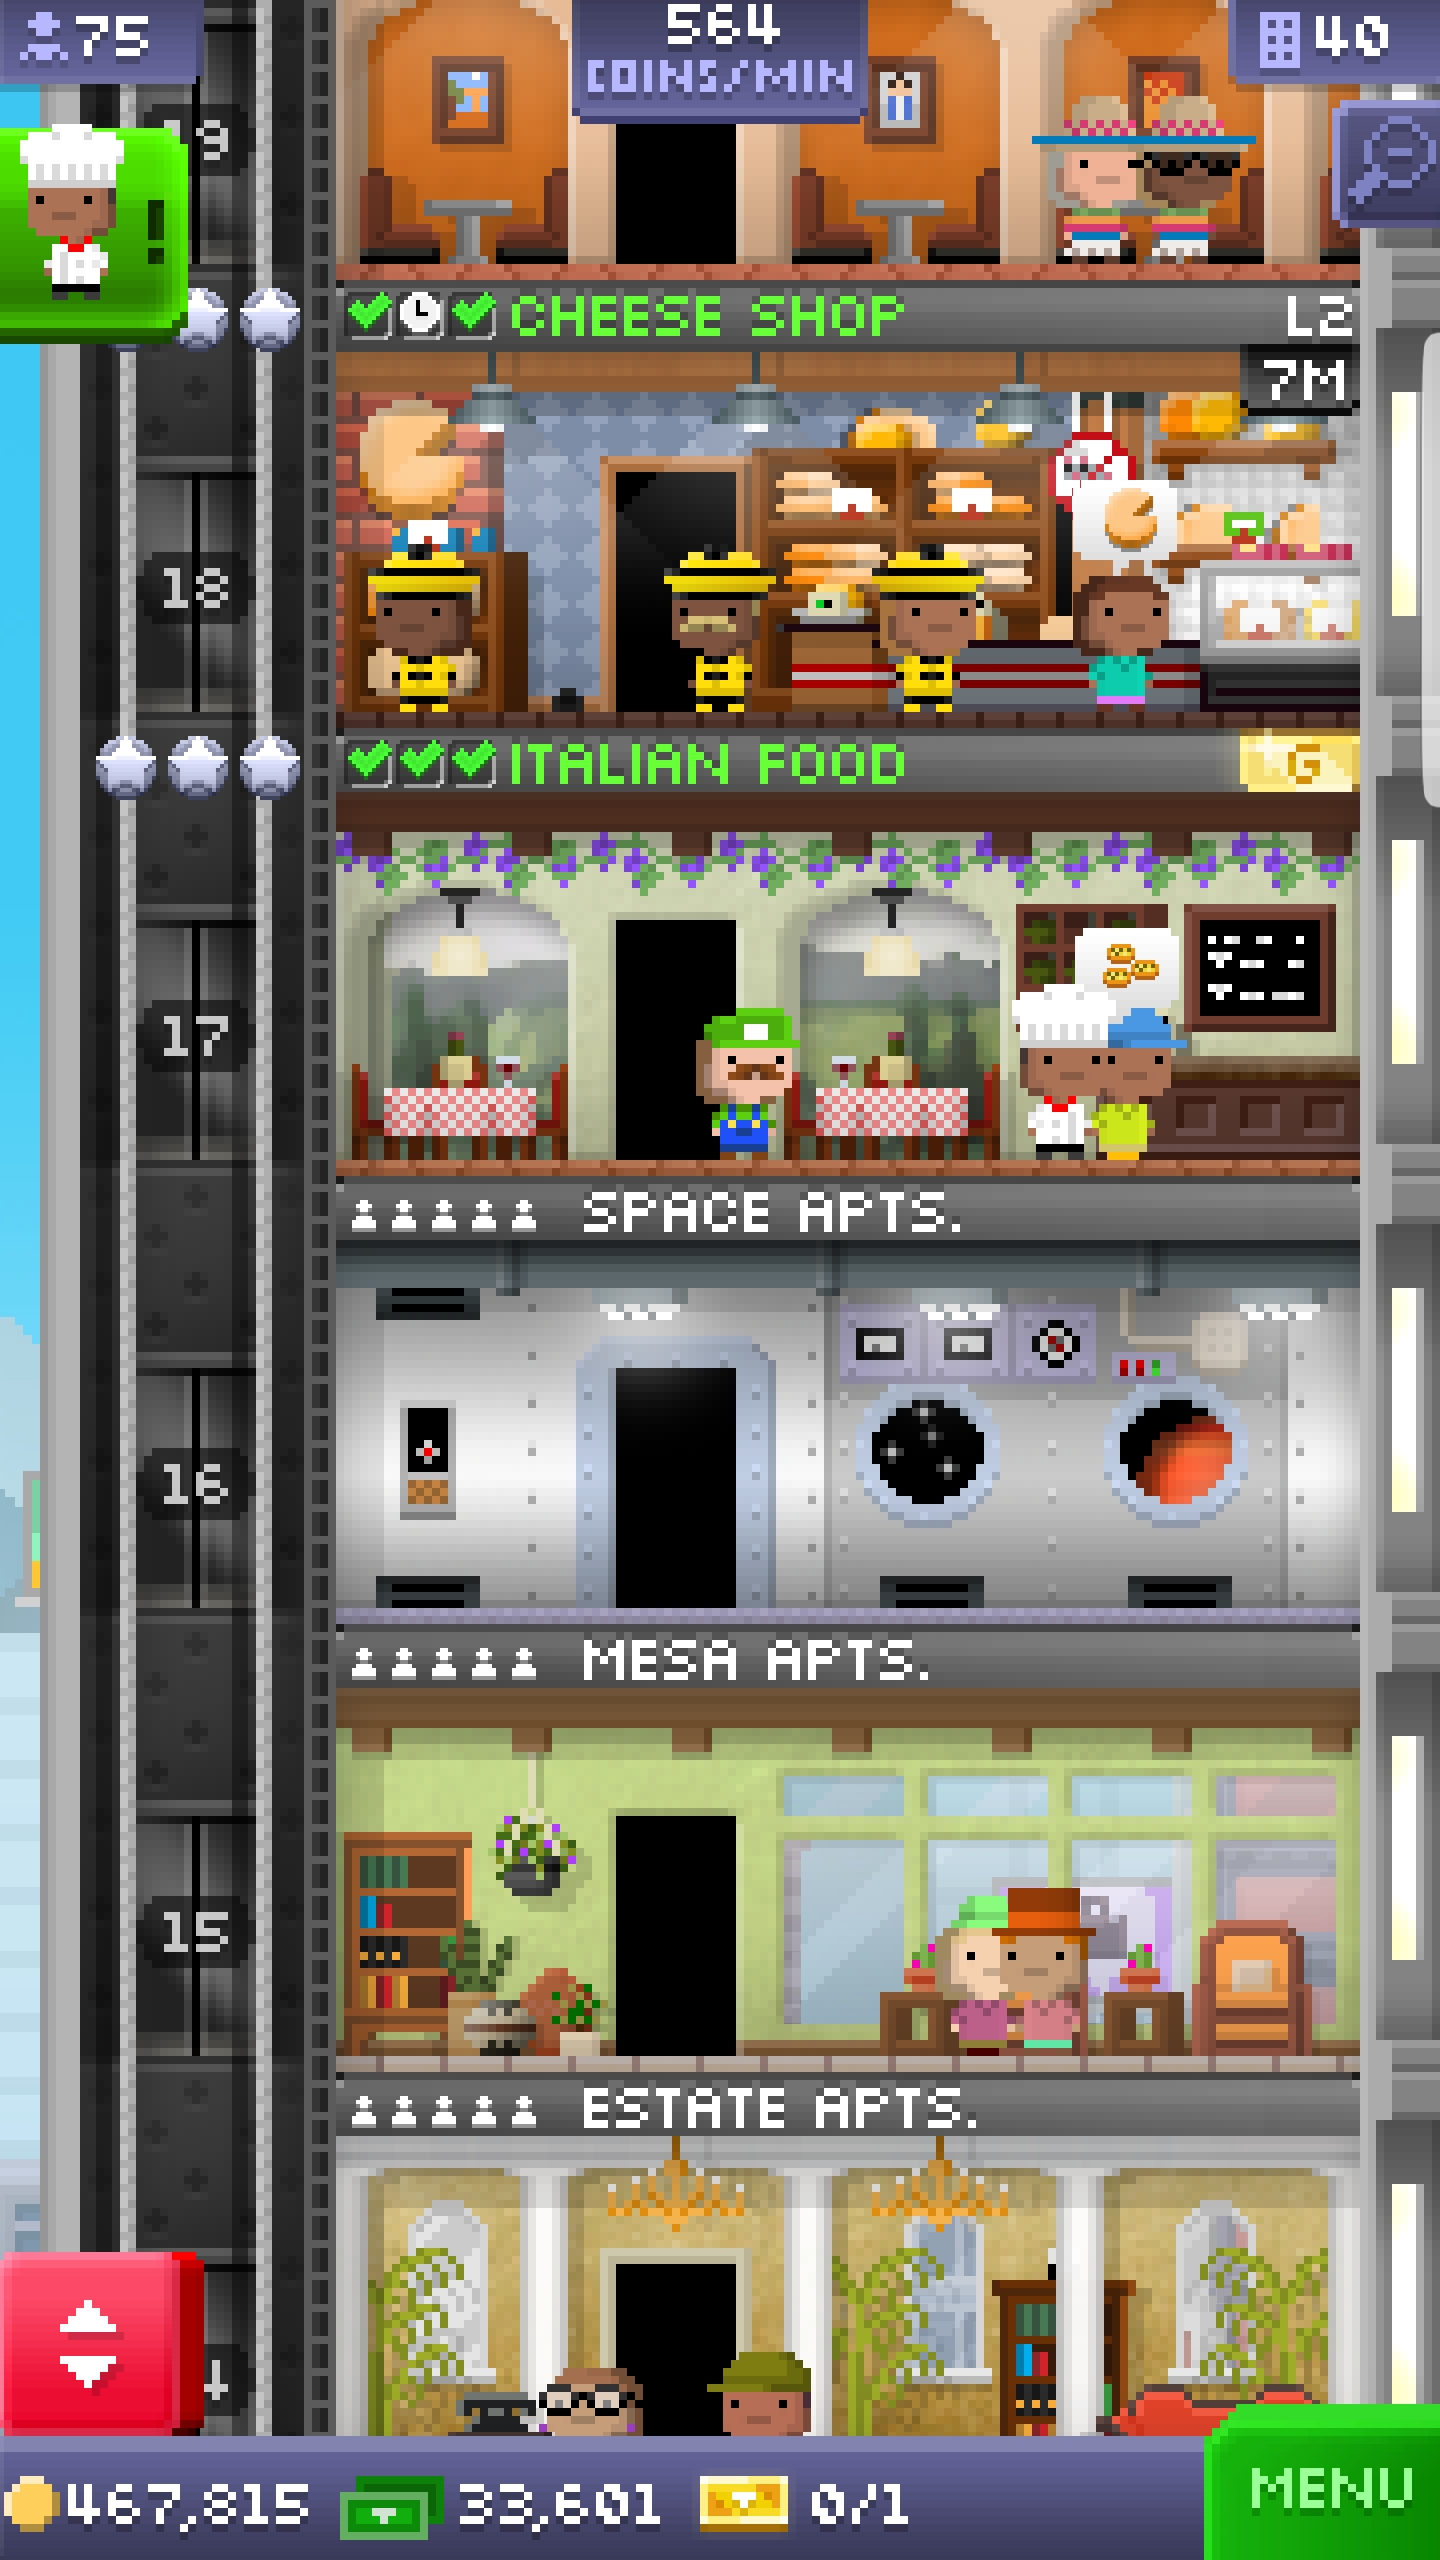 75
564
COINS/MIN
40
19
CHEESE SHOP
L2
7M
18
ITALIAN FOOD
G
17
SPACE APTS.
16
MESA APTS.
15
ESTATE APTS.
467,815
33,601
0/1
MENU